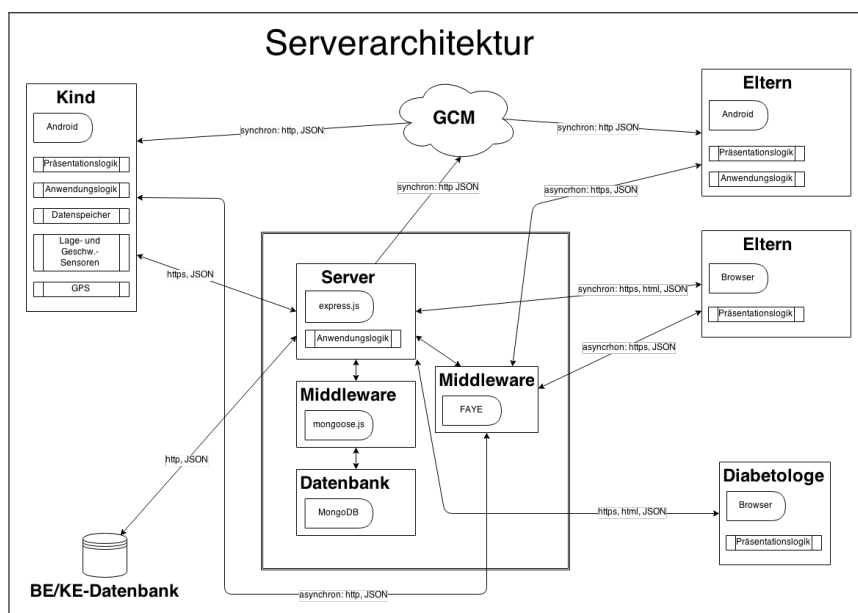 Serverarchitektur
Kind
Android
Präsentationslogik
Anwendungslogik
Datenspeicher
Lage- und
Geschw.-
Sensoren
GPS
GCM
synchron: http, JSON
synchron: http JSON
synchron: http JSON
Eltern
Android
Präsentationslogik
Anwendungslogik
asyncrhon: https, JSON
Eltern
Browser
Präsentationslogik
https, JSON
Server
express.js
Anwendungslogik
synchron: https, html, JSON
asyncrhon: https, JSON
Middleware
mongoose.js
Middleware
FAYE
http, JSON
Datenbank
MongoDB
https, html, JSON
Diabetologe
Browser
Präsentationslogik
BE/KE-Datenbank
asynchron: http, JSON